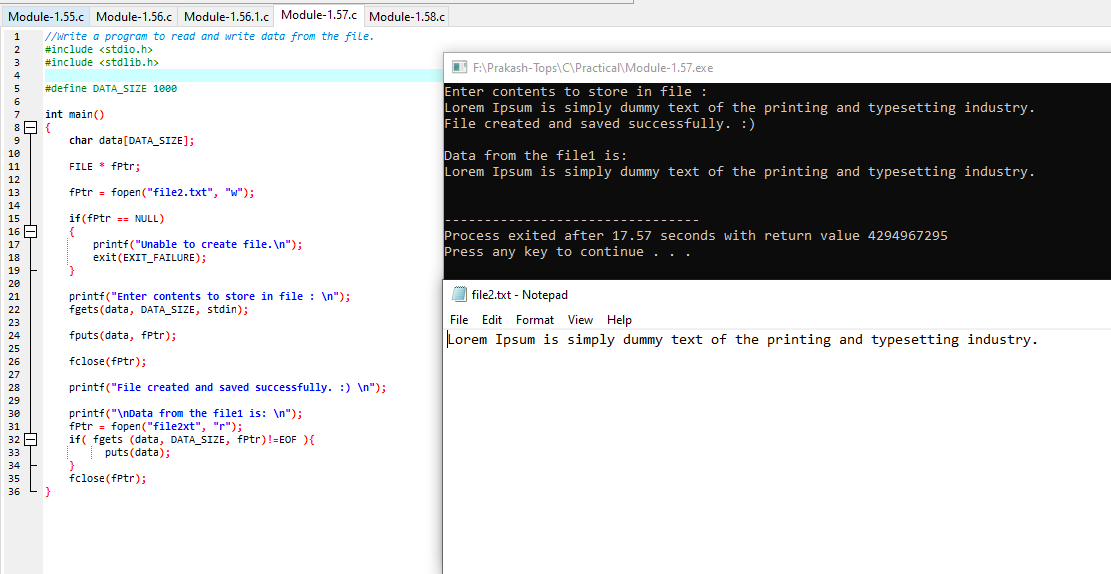 Module-1.55.c Module-1.56.c Module-1.56.1.c Module-1.57.c Module-1.58.c
1 //Write a program to read and write data from the file.
2 #include <stdio.h>
3 #include <stdlib.h>
4
5 #define DATA_SIZE 1000
6
7 int main()
8 {
9 char data[DATA_SIZE];
10
11 FILE * fPtr;
12
13 fPtr = fopen("file2.txt", "w");
14
15 if(fPtr == NULL)
16 {
17 printf("Unable to create file.\n");
18 exit(EXIT_FAILURE);
19 }
20
21 printf("Enter contents to store in file : \n");
22 fgets(data, DATA_SIZE, stdin);
23
24 fputs(data, fPtr);
25
26 fclose(fPtr);
27
28 printf("File created and saved successfully. :) \n");
29
30 printf("\nData from the file1 is: \n");
31 fPtr = fopen("file2xt", "r");
32 if( fgets (data, DATA_SIZE, fPtr)!=EOF ){
33 puts(data);
34 }
35 fclose(fPtr);
36 }
F:\Prakash-Tops\C\Practical\Module-1.57.exe
Enter contents to store in file :
Lorem Ipsum is simply dummy text of the printing and typesetting industry.
File created and saved successfully. :)
Data from the file1 is:
Lorem Ipsum is simply dummy text of the printing and typesetting industry.
--------------------------------
Process exited after 17.57 seconds with return value 4294967295
Press any key to continue . . .
file2.txt - Notepad
File Edit Format View Help
Lorem Ipsum is simply dummy text of the printing and typesetting industry.